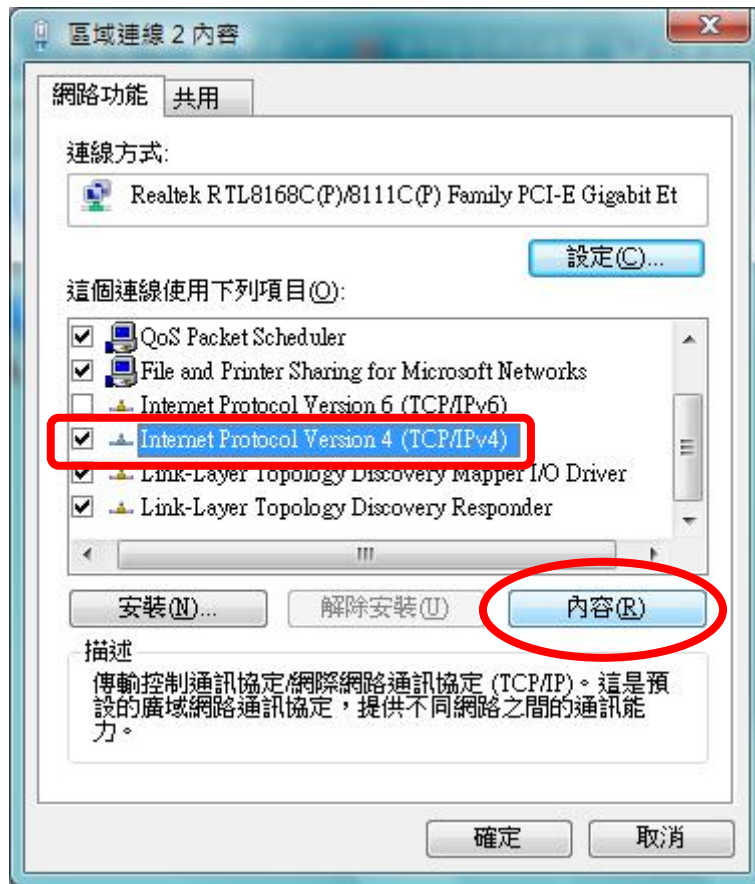 區域連線 2 內容
網路功能 共用
連線方式:
Realtek RTL8168C(P)/8111C(P) Family PCI-E Gigabit Et
設定(C)...
這個連線使用下列項目(O):
QoS Packet Scheduler
File and Printer Sharing for Microsoft Networks
Internet Protocol Version 6 (TCP/IPv6)
Internet Protocol Version 4 (TCP/IPv4)
Link-Layer Topology Discovery Mapper I/O Driver
Link-Layer Topology Discovery Responder
安裝(N)... 解除安裝(U) 內容(R)
描述
傳輸控制通訊協定/網際網路通訊協定 (TCP/IP)。這是預
設的廣域網路通訊協定，提供不同網路之間的通訊能
力。
確定 取消